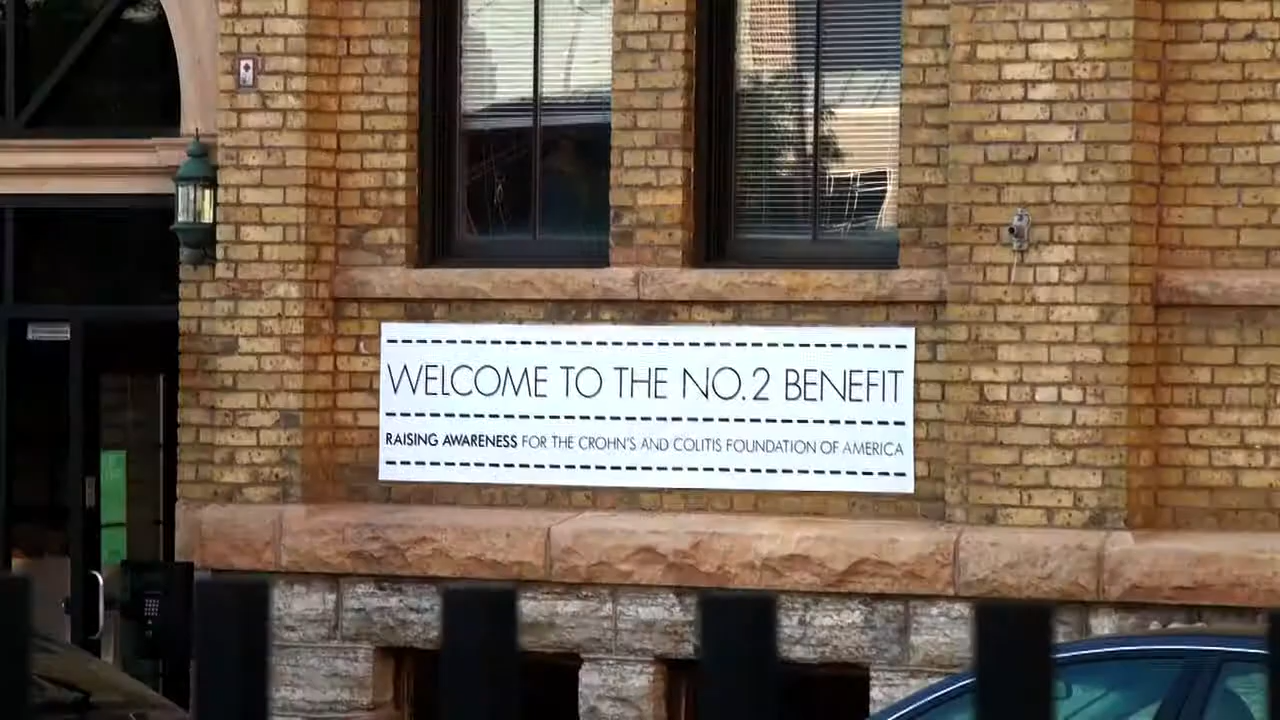 WELCOME TO THE NO.2 BENEFIT
RAISING AWARENESS FOR THE CROHN'S AND COLITIS FOUNDATION OF AMERICA